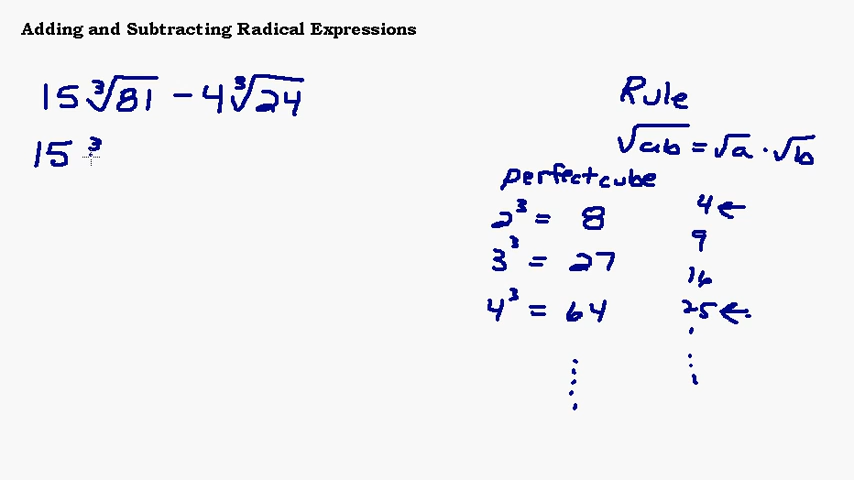 Adding and Subtracting Radical Expressions
15 ∛81 - 4 ∛24
15 ³
Rule
√ab = √a · √b
perfect cube
2³ = 8
3³ = 27
4³ = 64
4 ←
9
16
25 ←